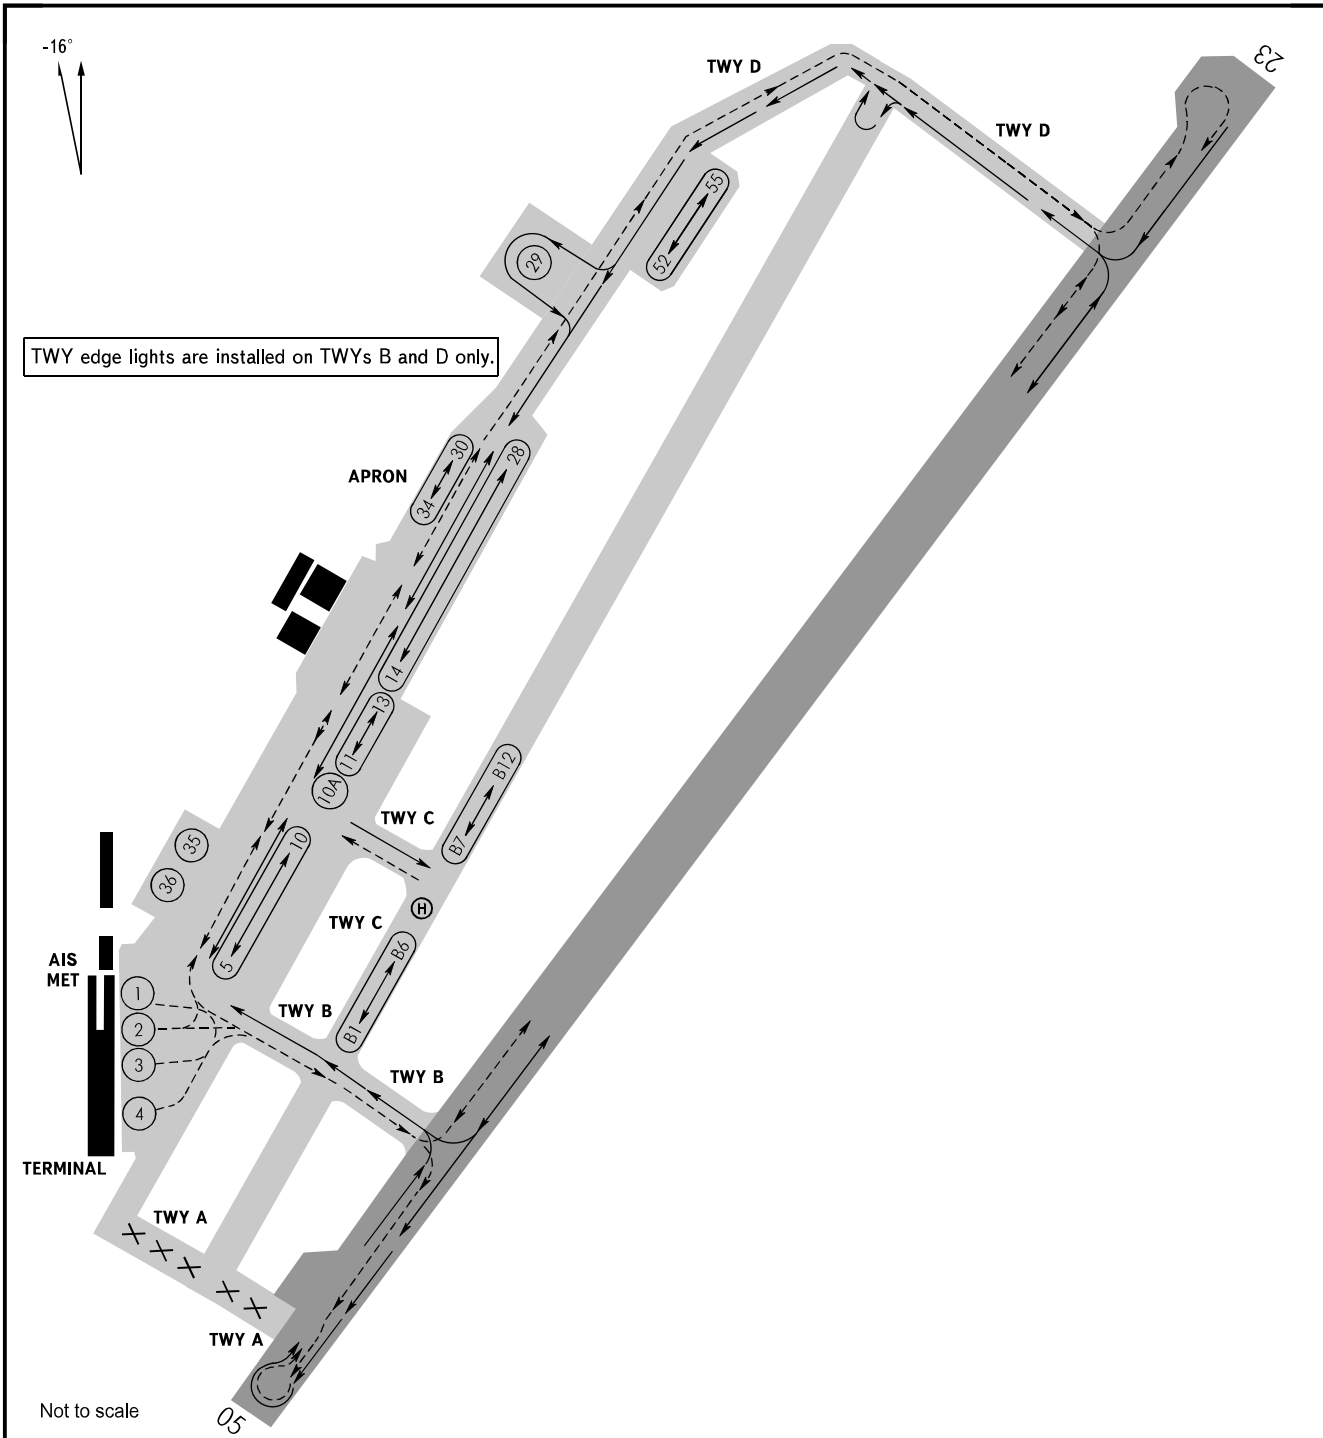 -16°
23
TWY D
TWY D
55
52
29
TWY edge lights are installed on TWYs B and D only.
30
28
APRON
34
14
13
11
10A
TWY C
B12
B7
10
35
36
H
TWY C
B6
AIS
MET
5
1
TWY B
2
B1
3
TWY B
4
TERMINAL
TWY A
TWY A
Not to scale
05